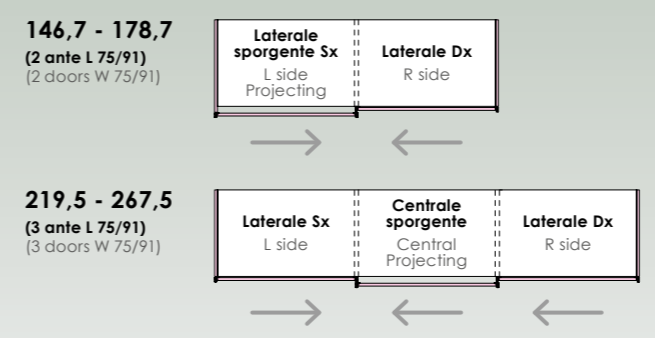 146,7 - 178,7
(2 ante L 75/91)
(2 doors W 75/91)
Laterale
sporgente Sx
L side
Projecting
Laterale Dx
R side
219,5 - 267,5
(3 ante L 75/91)
(3 doors W 75/91)
Laterale Sx
L side
Centrale
sporgente
Central
Projecting
Laterale Dx
R side